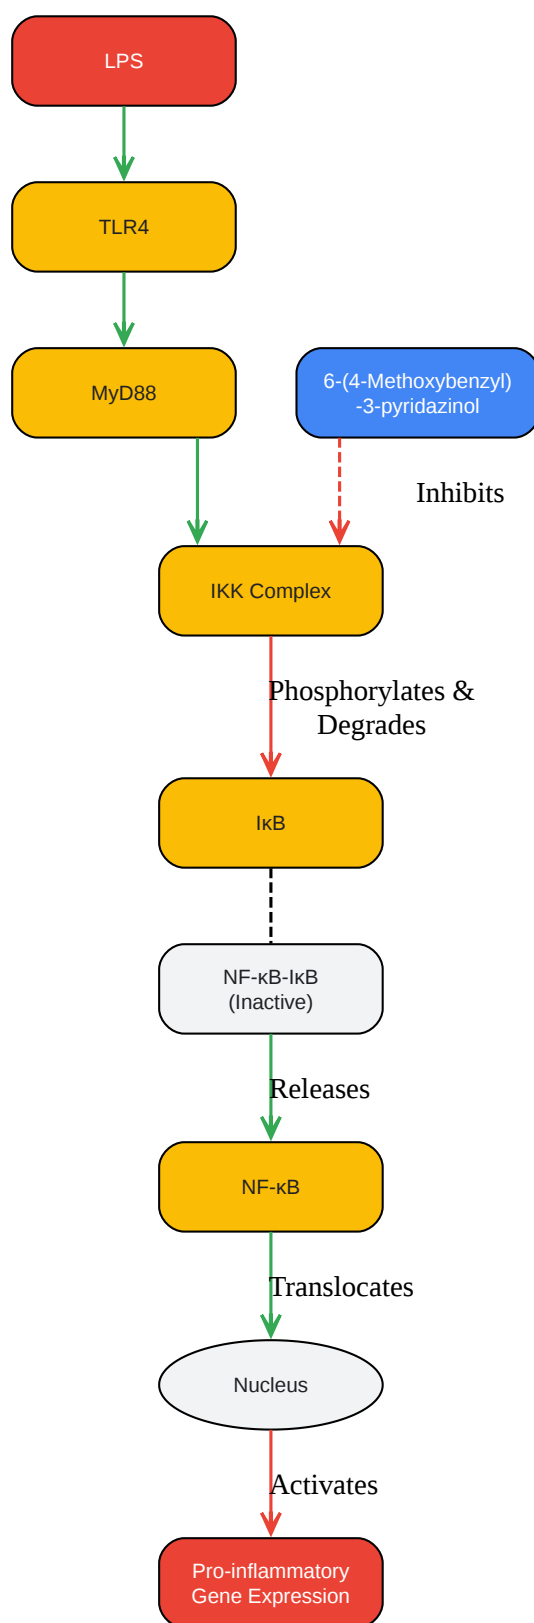 LPS
TLR4
MyD88
6-(4-Methoxybenzyl)
-3-pyridazinol
Inhibits
IKK Complex
Phosphorylates &
Degrades
IκB
NF-κB-IκB
(Inactive)
Releases
NF-κB
Translocates
Nucleus
Activates
Pro-inflammatory
Gene Expression